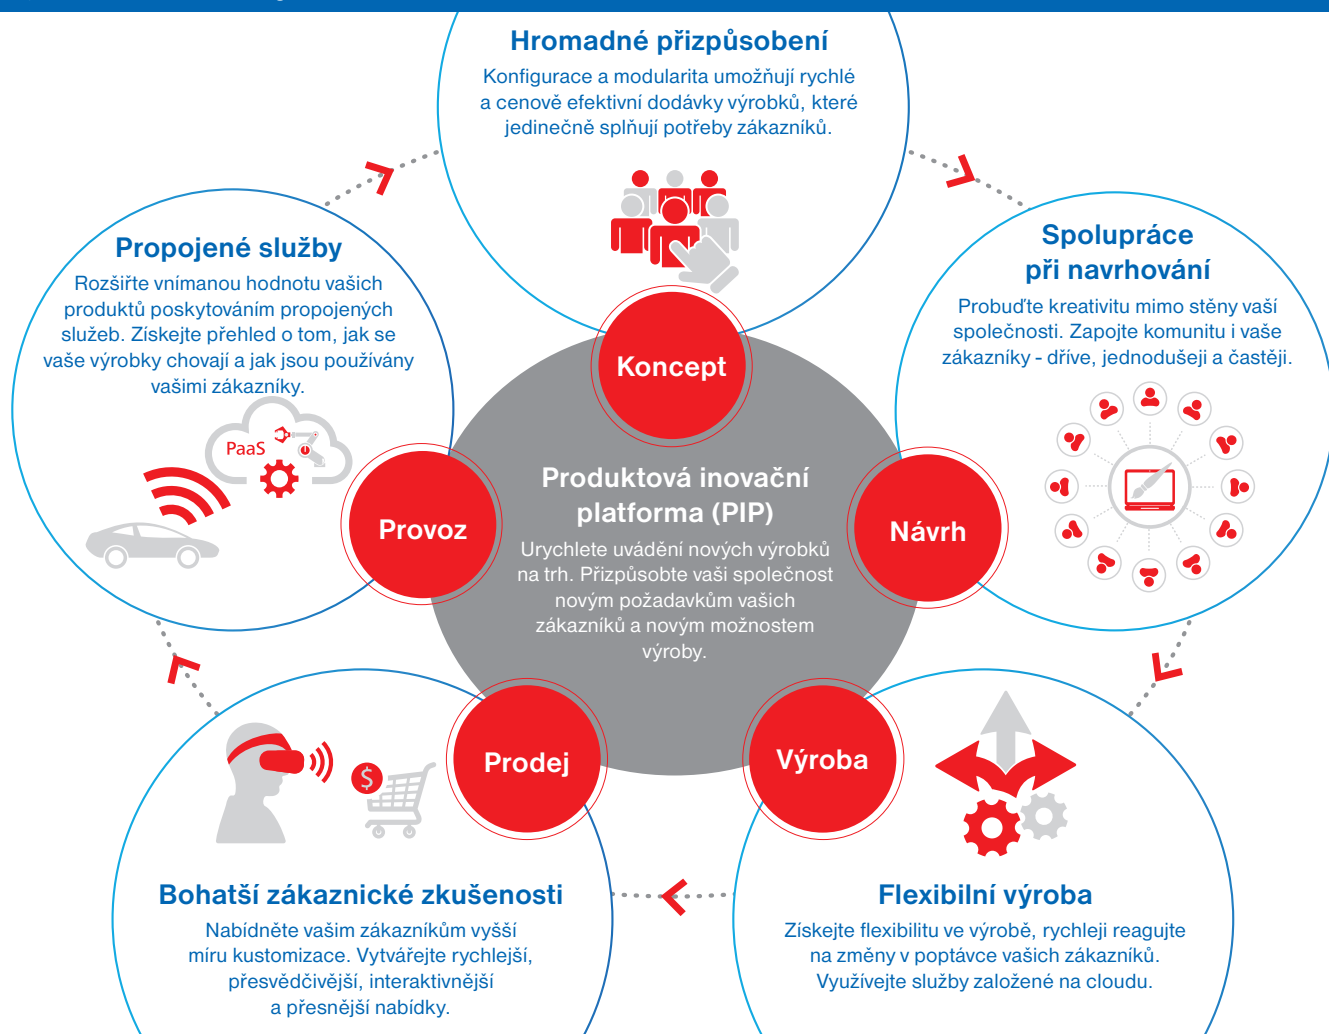 Hromadné přizpůsobení
Konfigurace a modularita umožňují rychlé
a cenově efektivní dodávky výrobků, které
jedinečně splňují potřeby zákazníků.
Propojené služby
Rozšiřte vnímanou hodnotu vašich
produktů poskytováním propojených
služeb. Získejte přehled o tom, jak se
vaše výrobky chovají a jak jsou používány
vašimi zákazníky.
PaaS
Spolupráce
při navrhování
Probuďte kreativitu mimo stěny vaší
společnosti. Zapojte komunitu i vaše
zákazníky - dříve, jednodušeji a častěji.
Koncept
Provoz
Produktová inovační
platforma (PIP)
Urychlete uvádění nových výrobků
na trh. Přizpůsobte vaši společnost
novým požadavkům vašich
zákazníků a novým možnostem
výroby.
Návrh
Prodej
$
Výroba
Bohatší zákaznické zkušenosti
Nabídněte vašim zákazníkům vyšší
míru kustomizace. Vytvářejte rychlejší,
přesvědčivější, interaktivnější
a přesnější nabídky.
Flexibilní výroba
Získejte flexibilitu ve výrobě, rychleji reagujte
na změny v poptávce vašich zákazníků.
Využívejte služby založené na cloudu.